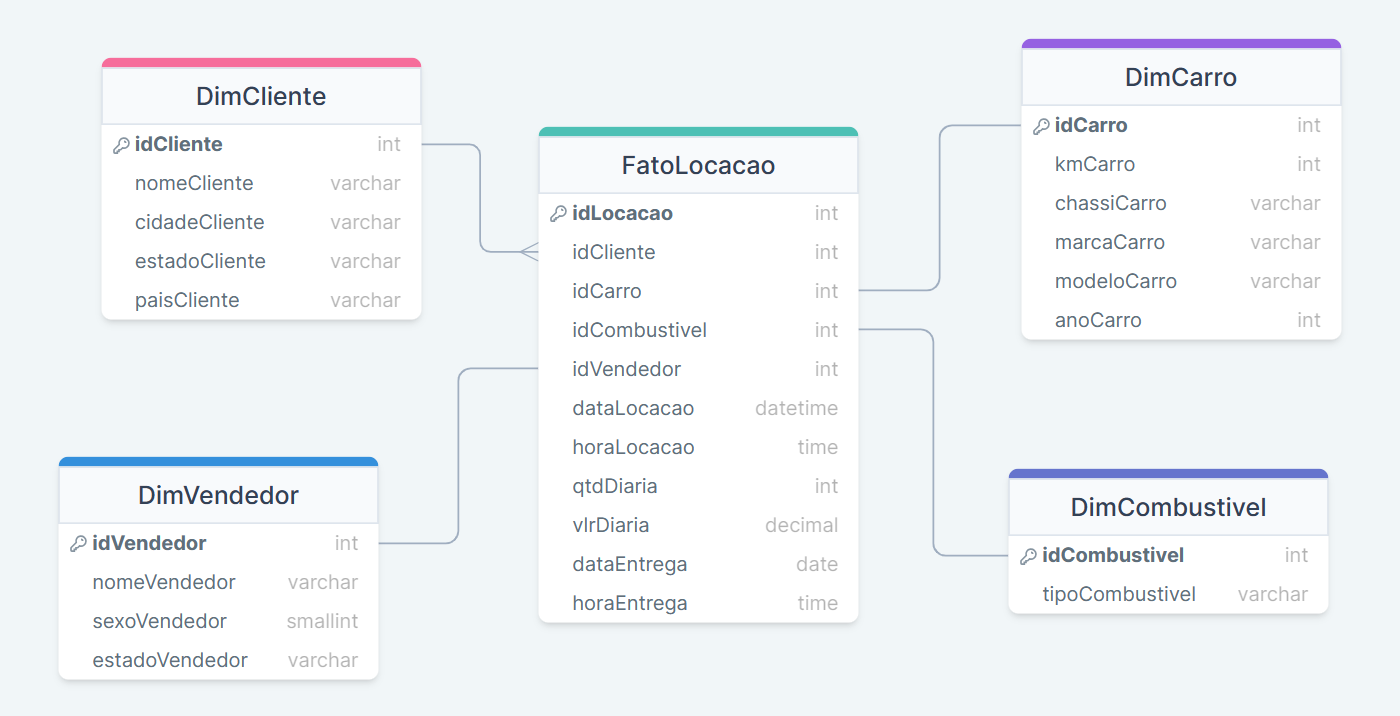 DimCliente
idCliente int
nomeCliente varchar
cidadeCliente varchar
estadoCliente varchar
paisCliente varchar
FatoLocacao
idLocacao int
idCliente int
idCarro int
idCombustivel int
idVendedor int
dataLocacao datetime
horaLocacao time
qtdDiaria int
vlrDiaria decimal
dataEntrega date
horaEntrega time
DimCarro
idCarro int
kmCarro int
chassiCarro varchar
marcaCarro varchar
modeloCarro varchar
anoCarro int
DimVendedor
idVendedor int
nomeVendedor varchar
sexoVendedor smallint
estadoVendedor varchar
DimCombustivel
idCombustivel int
tipoCombustivel varchar